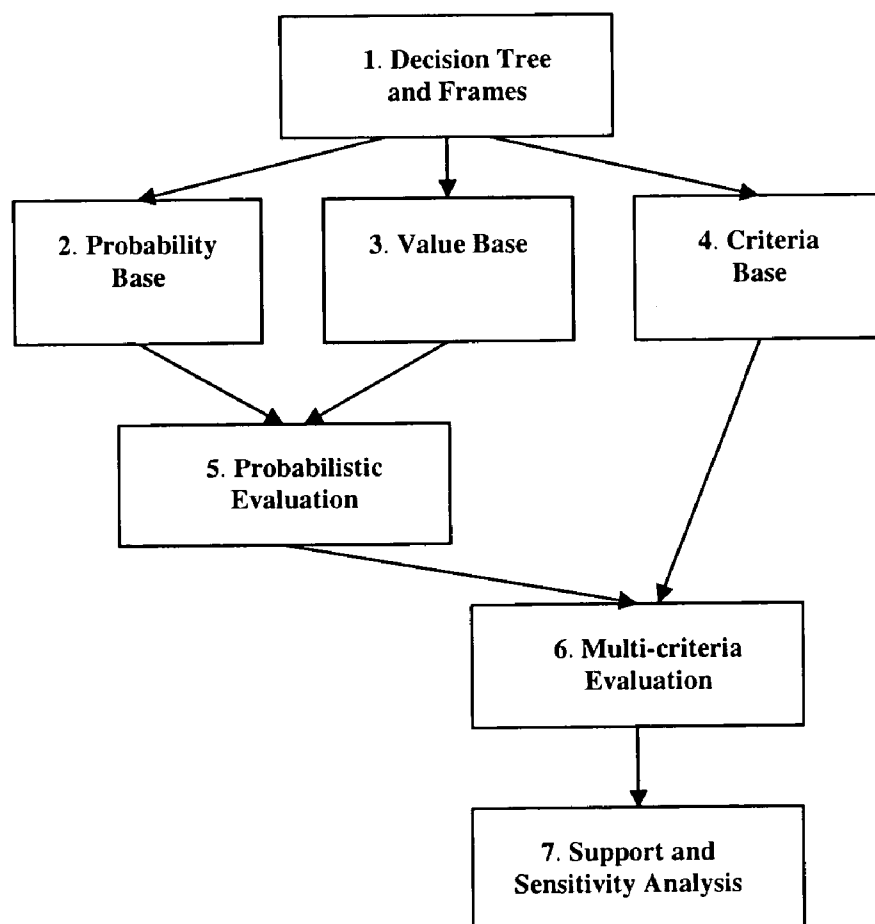 1. Decision Tree
and Frames
2. Probability
Base
3. Value Base
4. Criteria
Base
5. Probabilistic
Evaluation
6. Multi-criteria
Evaluation
7. Support and
Sensitivity Analysis